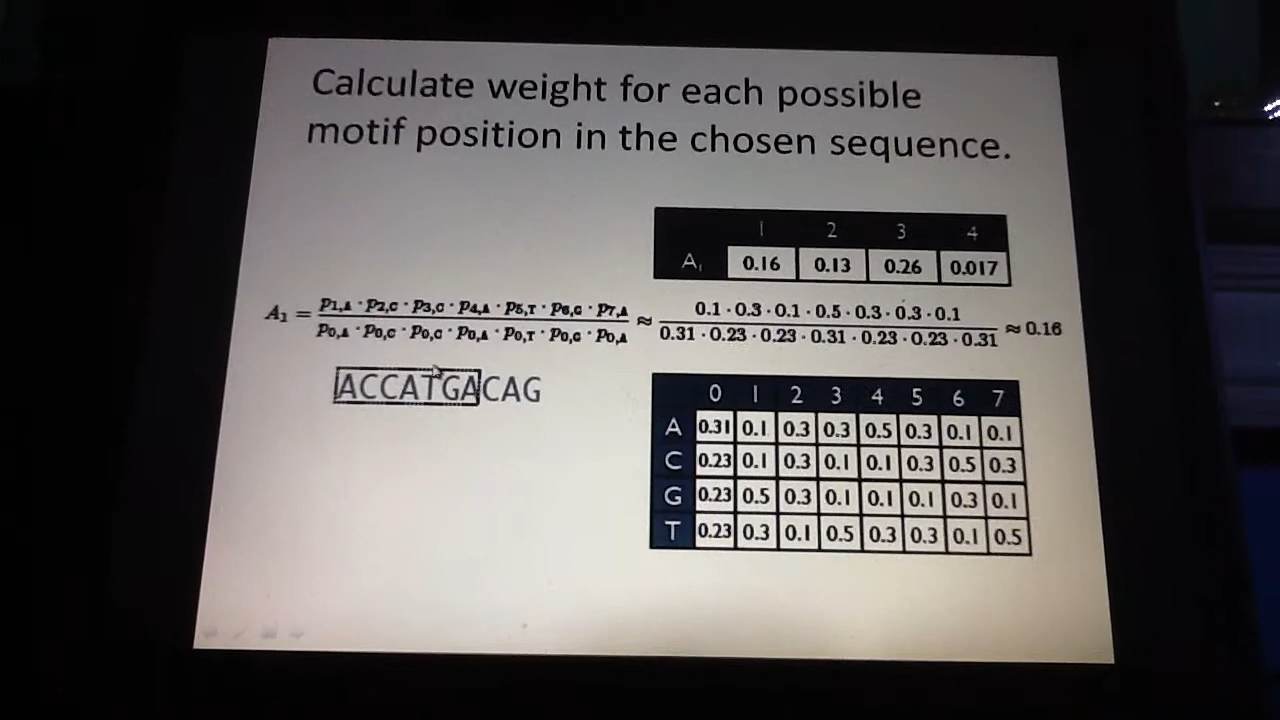 Calculate weight for each possible
motif position in the chosen sequence.
1 2 3 4
A₁ 0.16 0.13 0.26 0.017
A₁ = p₁,A · p₂,C · p₃,C · p₄,A · p₅,T · p₆,G · p₇,A / p₀,A · p₀,C · p₀,C · p₀,A · p₀,T · p₀,G · p₀,A ≈ 0.1 · 0.3 · 0.1 · 0.5 · 0.3 · 0.3 · 0.1 / 0.31 · 0.23 · 0.23 · 0.31 · 0.23 · 0.23 · 0.31 ≈ 0.16
ACCATGACAG
0 1 2 3 4 5 6 7
A 0.31 0.1 0.3 0.3 0.5 0.3 0.1 0.1
C 0.23 0.1 0.3 0.1 0.1 0.3 0.5 0.3
G 0.23 0.5 0.3 0.1 0.1 0.1 0.3 0.1
T 0.23 0.3 0.1 0.5 0.3 0.3 0.1 0.5